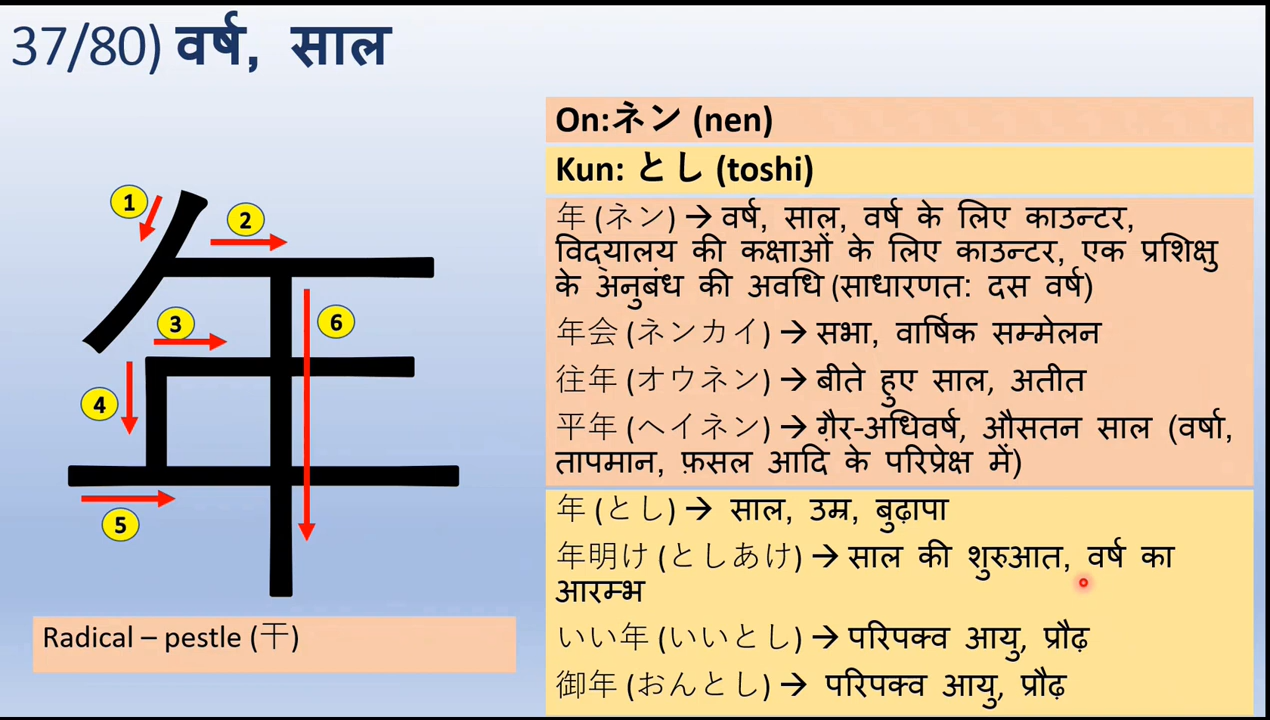 37/80) वर्ष, साल
On:ネン (nen)
Kun: とし (toshi)
年 (ネン) → वर्ष, साल, वर्ष के लिए काउन्टर,
विद्यालय की कक्षाओं के लिए काउन्टर, एक प्रशिक्षु
के अनुबंध की अवधि (साधारणत: दस वर्ष)
年会 (ネンカイ) → सभा, वार्षिक सम्मेलन
往年 (オウネン) → बीते हुए साल, अतीत
平年 (ヘイネン) → ग़ैर-अधिवर्ष, औसतन साल (वर्षा,
तापमान, फ़सल आदि के परिप्रेक्ष में)
年 (とし) → साल, उम्र, बुढ़ापा
年明け (としあけ) → साल की शुरुआत, वर्ष का
आरम्भ
いい年 (いいとし) → परिपक्व आयु, प्रौढ़
御年 (おんとし) → परिपक्व आयु, प्रौढ़
年
1
2
3
6
4
5
Radical – pestle (干)